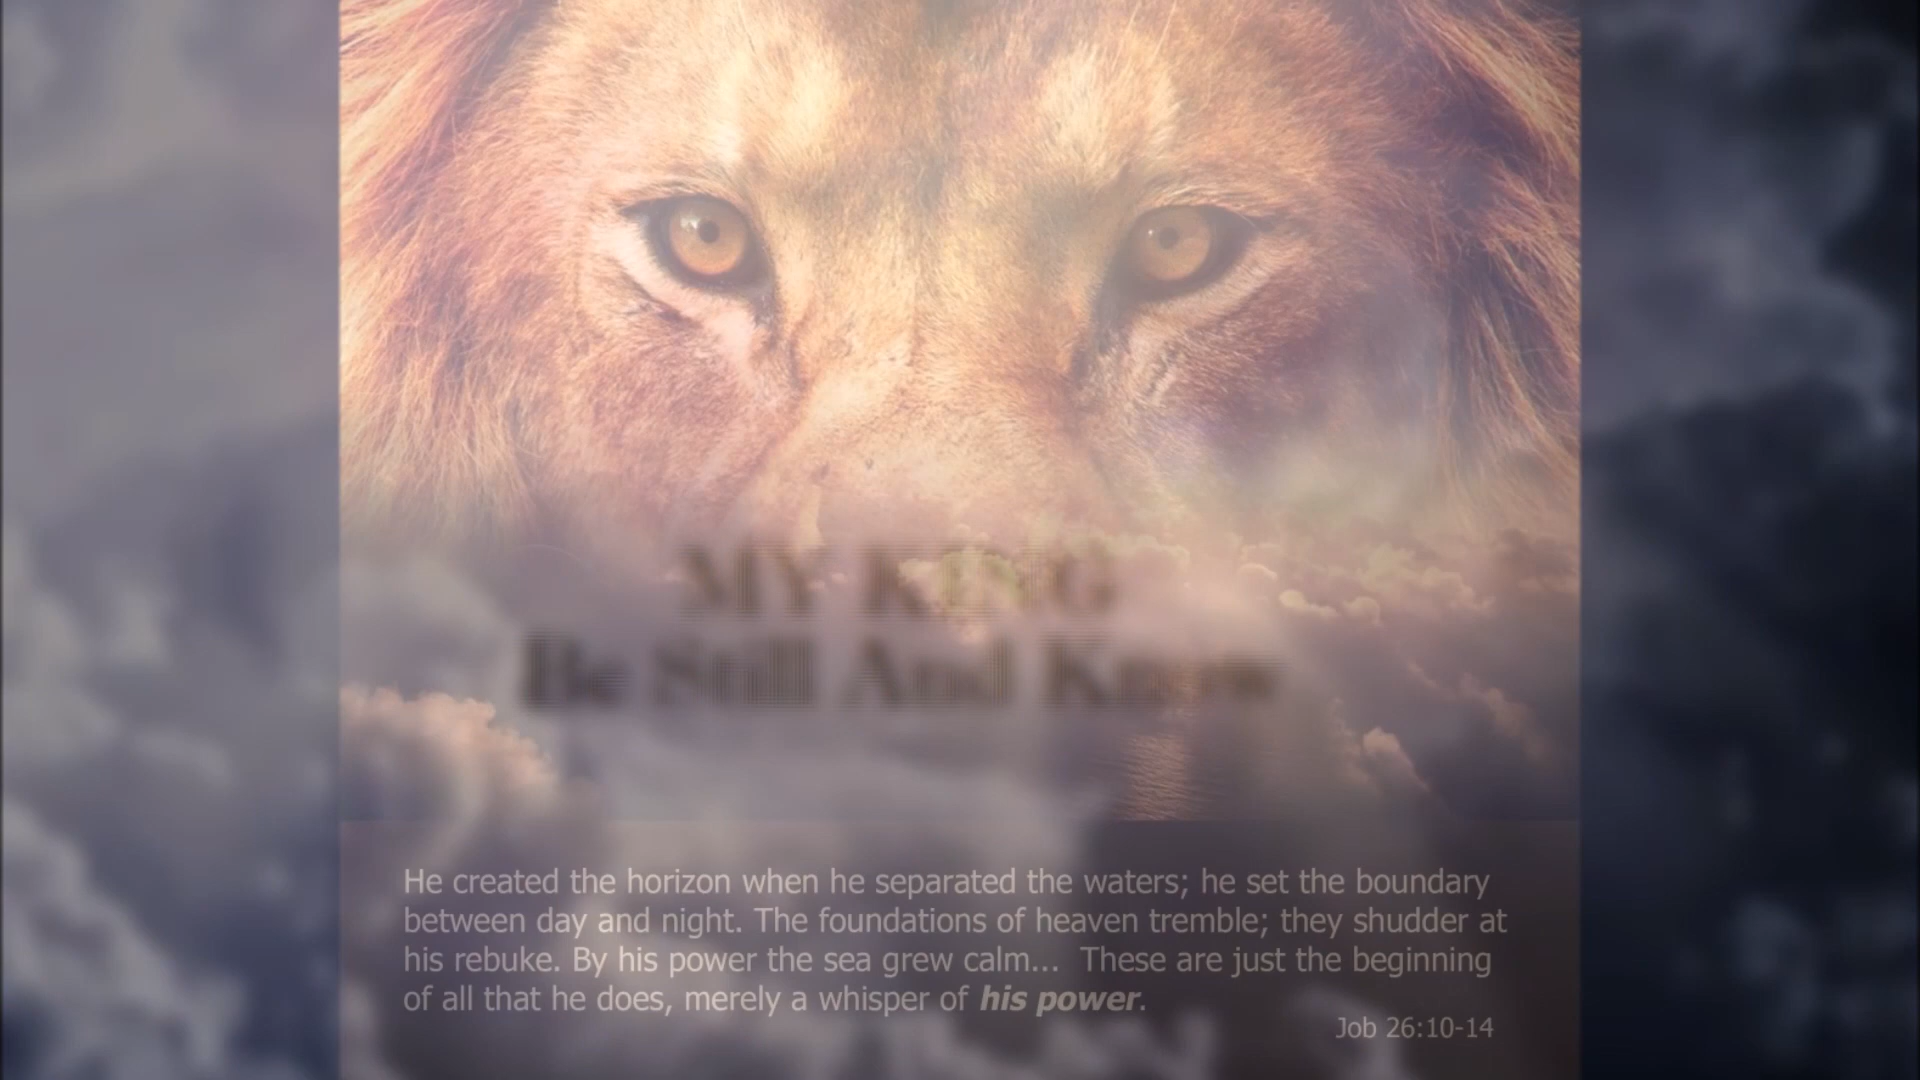 MY KING
Be Still And Know
He created the horizon when he separated the waters; he set the boundary
between day and night. The foundations of heaven tremble; they shudder at
his rebuke. By his power the sea grew calm... These are just the beginning
of all that he does, merely a whisper of his power.
Job 26:10-14